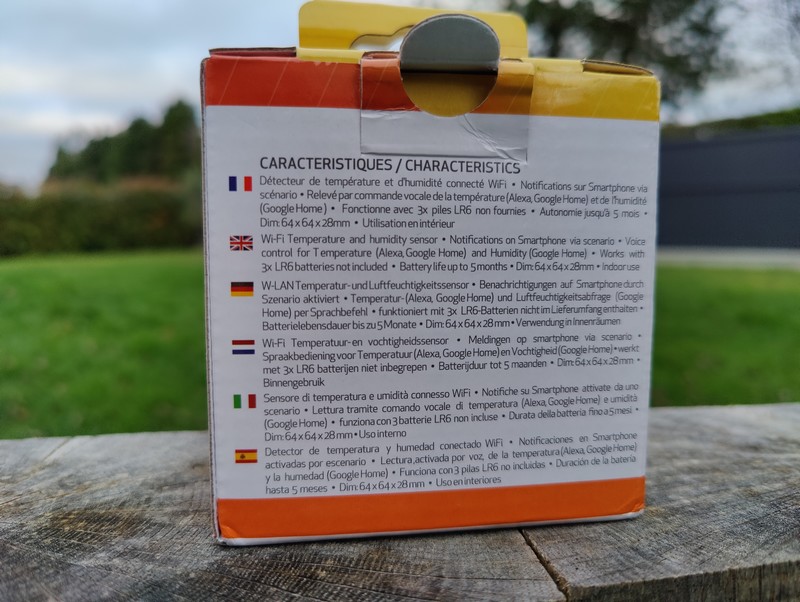 CARACTERISTIQUES / CHARACTERISTICS
Détecteur de température et d'humidité connecté WiFi • Notifications sur Smartphone via
scénario • Relevé par commande vocale de la température (Alexa, Google Home) et de l'humidité
(Google Home) • Fonctionne avec 3x piles LR6 non fournies • Autonomie jusqu'à 5 mois •
Dim: 64 x 64 x 28mm • Utilisation en intérieur
Wi-Fi Temperature and humidity sensor • Notifications on Smartphone via scenario • Voice
control for Temperature (Alexa, Google Home) and Humidity (Google Home) • Works with
3x LR6 batteries not included • Battery life up to 5 months • Dim: 64 x 64 x 28mm • Indoor use
W-LAN Temperatur- und Luftfeuchtigkeitssensor • Benachrichtigungen auf Smartphone durch
Szenario aktiviert • Temperatur- (Alexa, Google Home) und Luftfeuchtigkeitsabfrage (Google
Home) per Sprachbefehl • funktioniert mit 3x LR6-Batterien nicht im Lieferumfang enthalten •
Batterielebensdauer bis zu 5 Monate • Dim: 64 x 64 x 28 mm • Verwendung in Innenräumen
Wi-Fi Temperatuur- en vochtigheidssensor • Meldingen op smartphone via scenario •
Spraakbediening voor Temperatuur (Alexa, Google Home) en Vochtigheid (Google Home) • werkt
met 3x LR6 batterijen niet inbegrepen • Batterijduur tot 5 maanden • Dim: 64 x 64 x 28 mm •
Binnengebruik
Sensore di temperatura e umidità connesso WiFi • Notifiche su Smartphone attivate da uno
scenario • Lettura tramite comando vocale di temperatura (Alexa, Google Home) e umidità
(Google Home) • funziona con 3 batterie LR6 non incluse • Durata della batteria fino a 5 mesi •
Dim: 64 x 64 x 28 mm • Uso interno
Detector de temperatura y humedad conectado WiFi • Notificaciones en Smartphone
activadas por escenario • Lectura, activada por voz, de la temperatura (Alexa, Google Home)
y la humedad (Google Home) • Funciona con 3 pilas LR6 no incluidas • Duración de la batería
hasta 5 meses • Dim: 64 x 64 x 28 mm • Uso en interiores